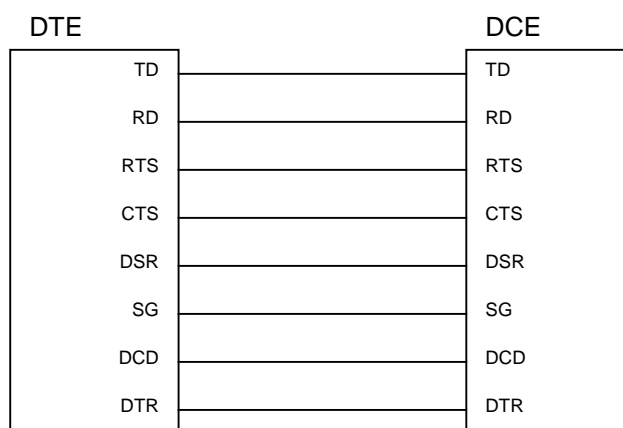 DTE DCE
TD TD
RD RD
RTS RTS
CTS CTS
DSR DSR
SG SG
DCD DCD
DTR DTR